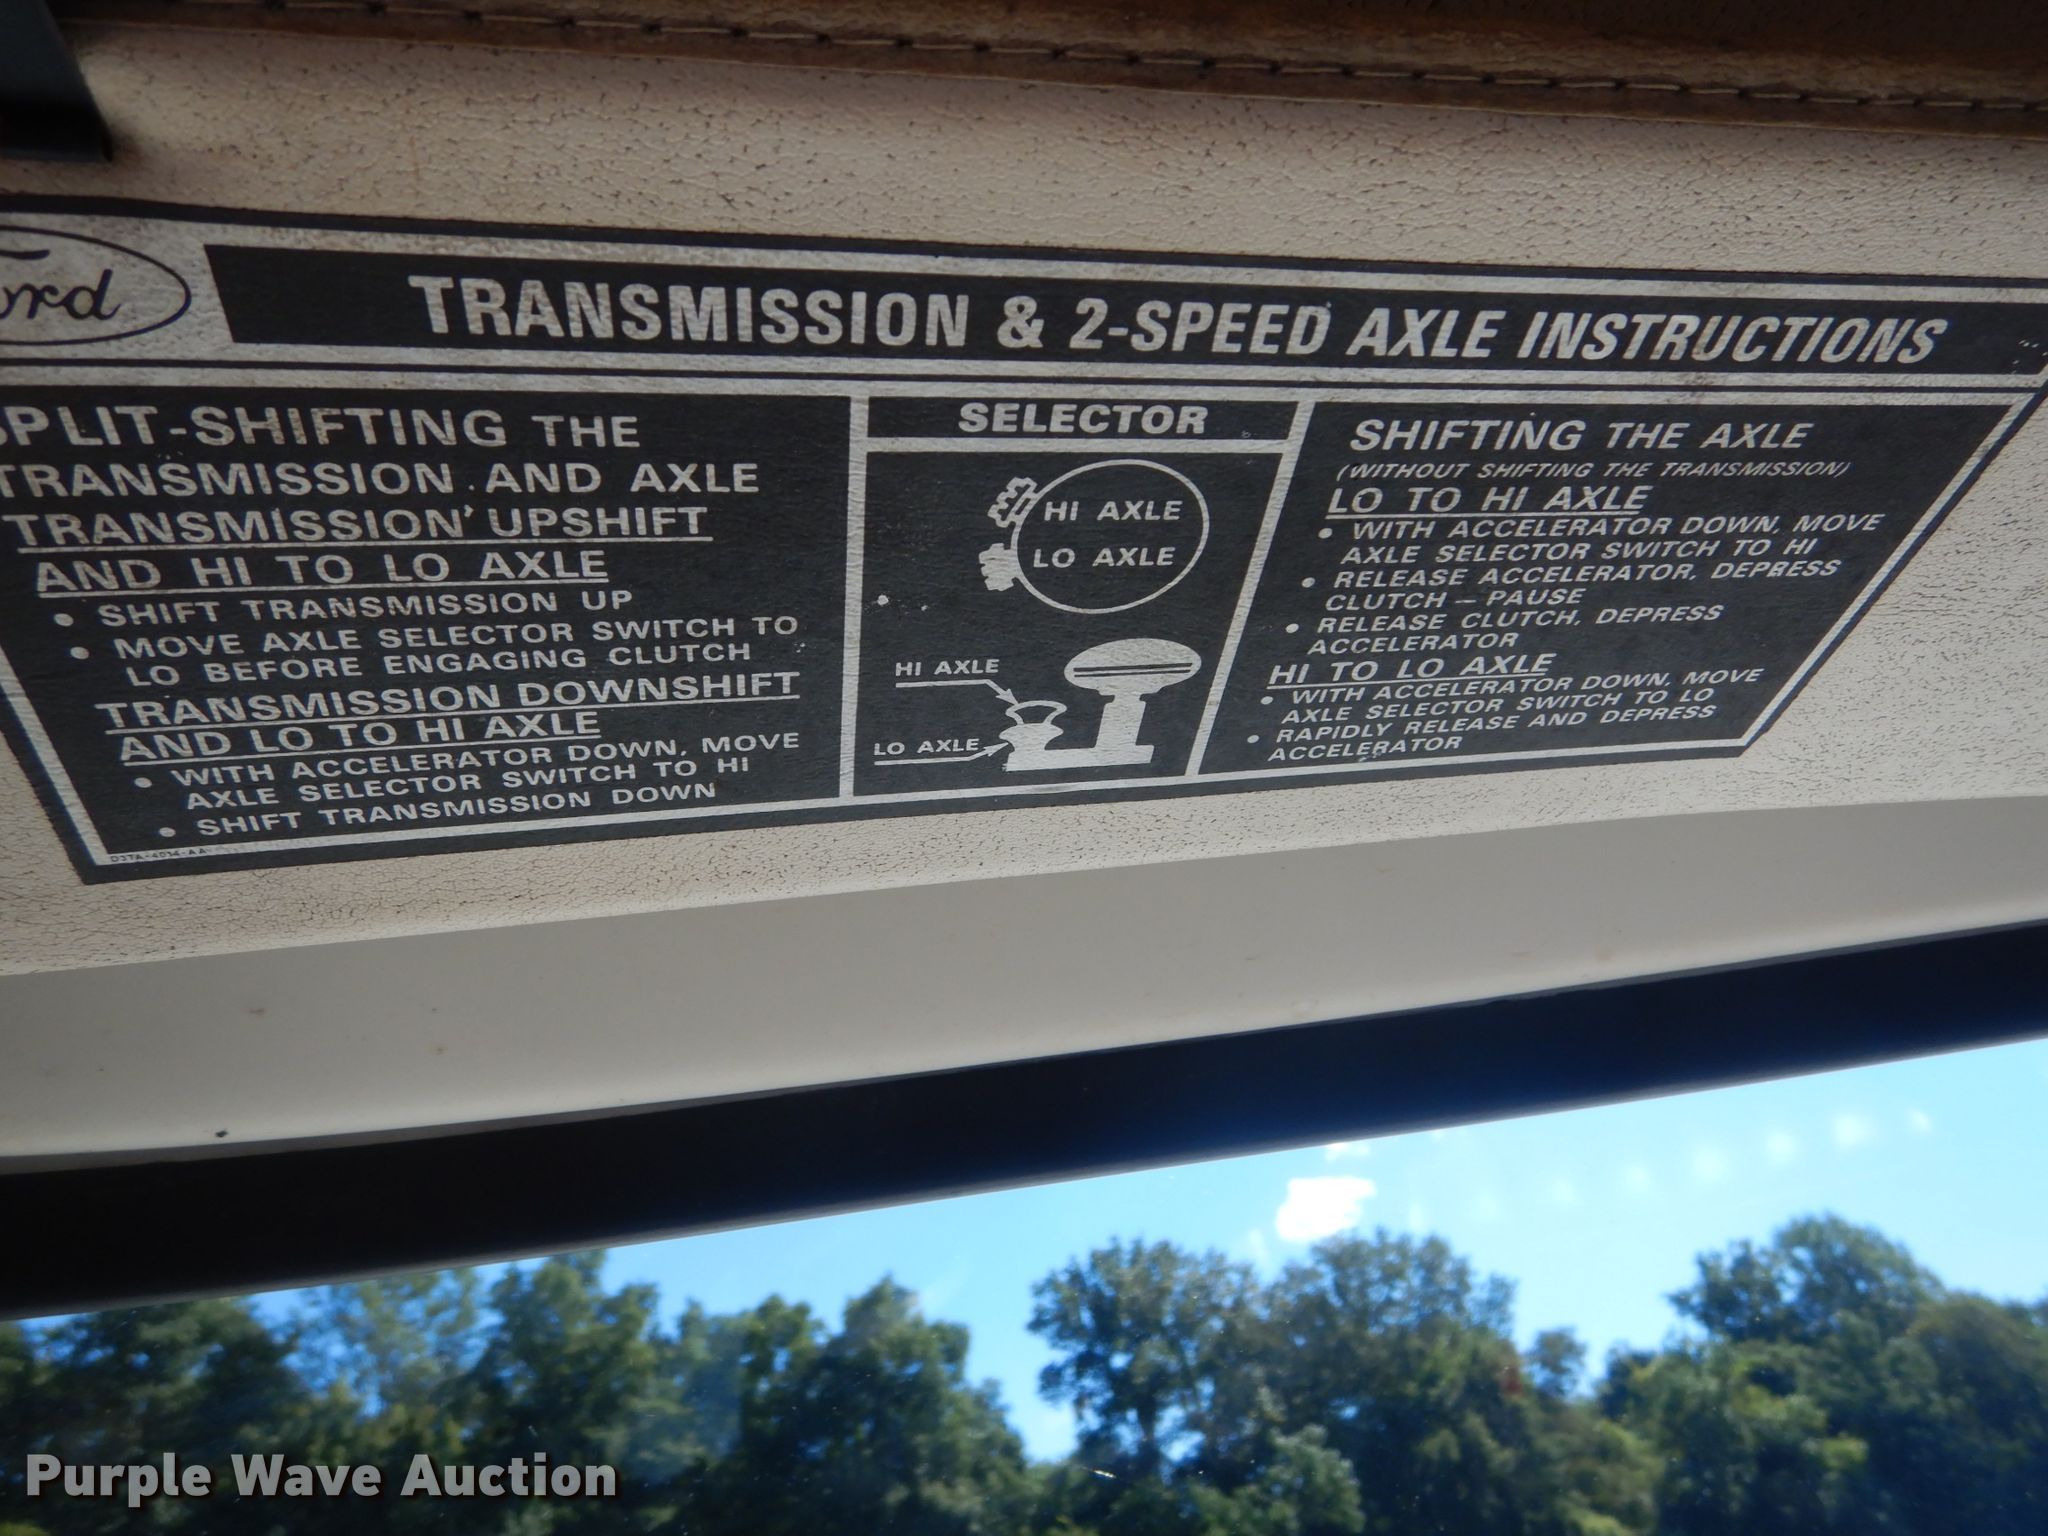 ord
TRANSMISSION & 2-SPEED AXLE INSTRUCTIONS
SPLIT-SHIFTING THE
TRANSMISSION AND AXLE
TRANSMISSION UPSHIFT
AND HI TO LO AXLE
• SHIFT TRANSMISSION UP
• MOVE AXLE SELECTOR SWITCH TO
LO BEFORE ENGAGING CLUTCH
TRANSMISSION DOWNSHIFT
AND LO TO HI AXLE
• WITH ACCELERATOR DOWN, MOVE
AXLE SELECTOR SWITCH TO HI
• SHIFT TRANSMISSION DOWN
SELECTOR
HI AXLE
LO AXLE
HI AXLE
LO AXLE
SHIFTING THE AXLE
(WITHOUT SHIFTING THE TRANSMISSION)
LO TO HI AXLE
• WITH ACCELERATOR DOWN, MOVE
AXLE SELECTOR SWITCH TO HI
• RELEASE ACCELERATOR, DEPRESS
CLUTCH — PAUSE
• RELEASE CLUTCH, DEPRESS
ACCELERATOR
HI TO LO AXLE
• WITH ACCELERATOR DOWN, MOVE
AXLE SELECTOR SWITCH TO LO
• RAPIDLY RELEASE AND DEPRESS
ACCELERATOR
Purple Wave Auction